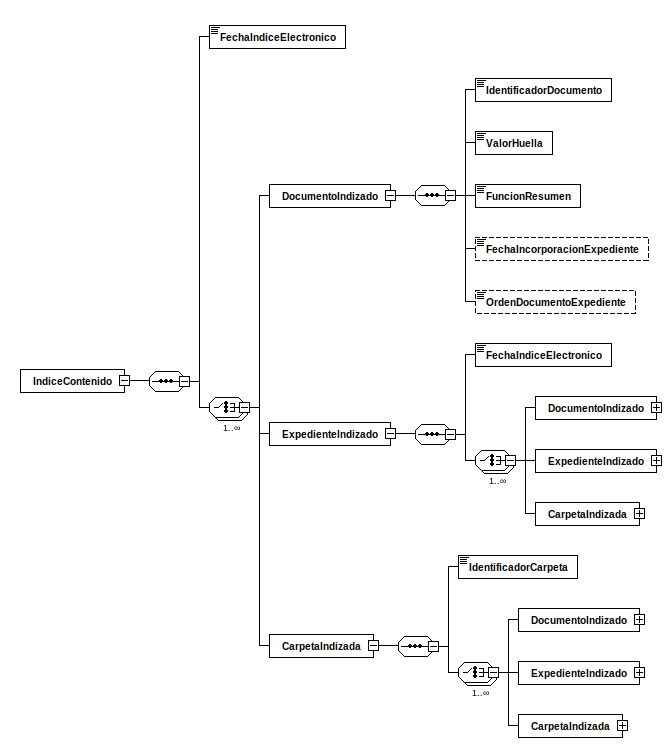 FechaIndiceElectronico
IdentificadorDocumento
ValorHuella
DocumentoIndizado
FuncionResumen
FechaIncorporacionExpediente
OrdenDocumentoExpediente
FechaIndiceElectronico
IndiceContenido
1..∞
DocumentoIndizado
ExpedienteIndizado
ExpedienteIndizado
1..∞
CarpetaIndizada
IdentificadorCarpeta
DocumentoIndizado
CarpetaIndizada
ExpedienteIndizado
1..∞
CarpetaIndizada